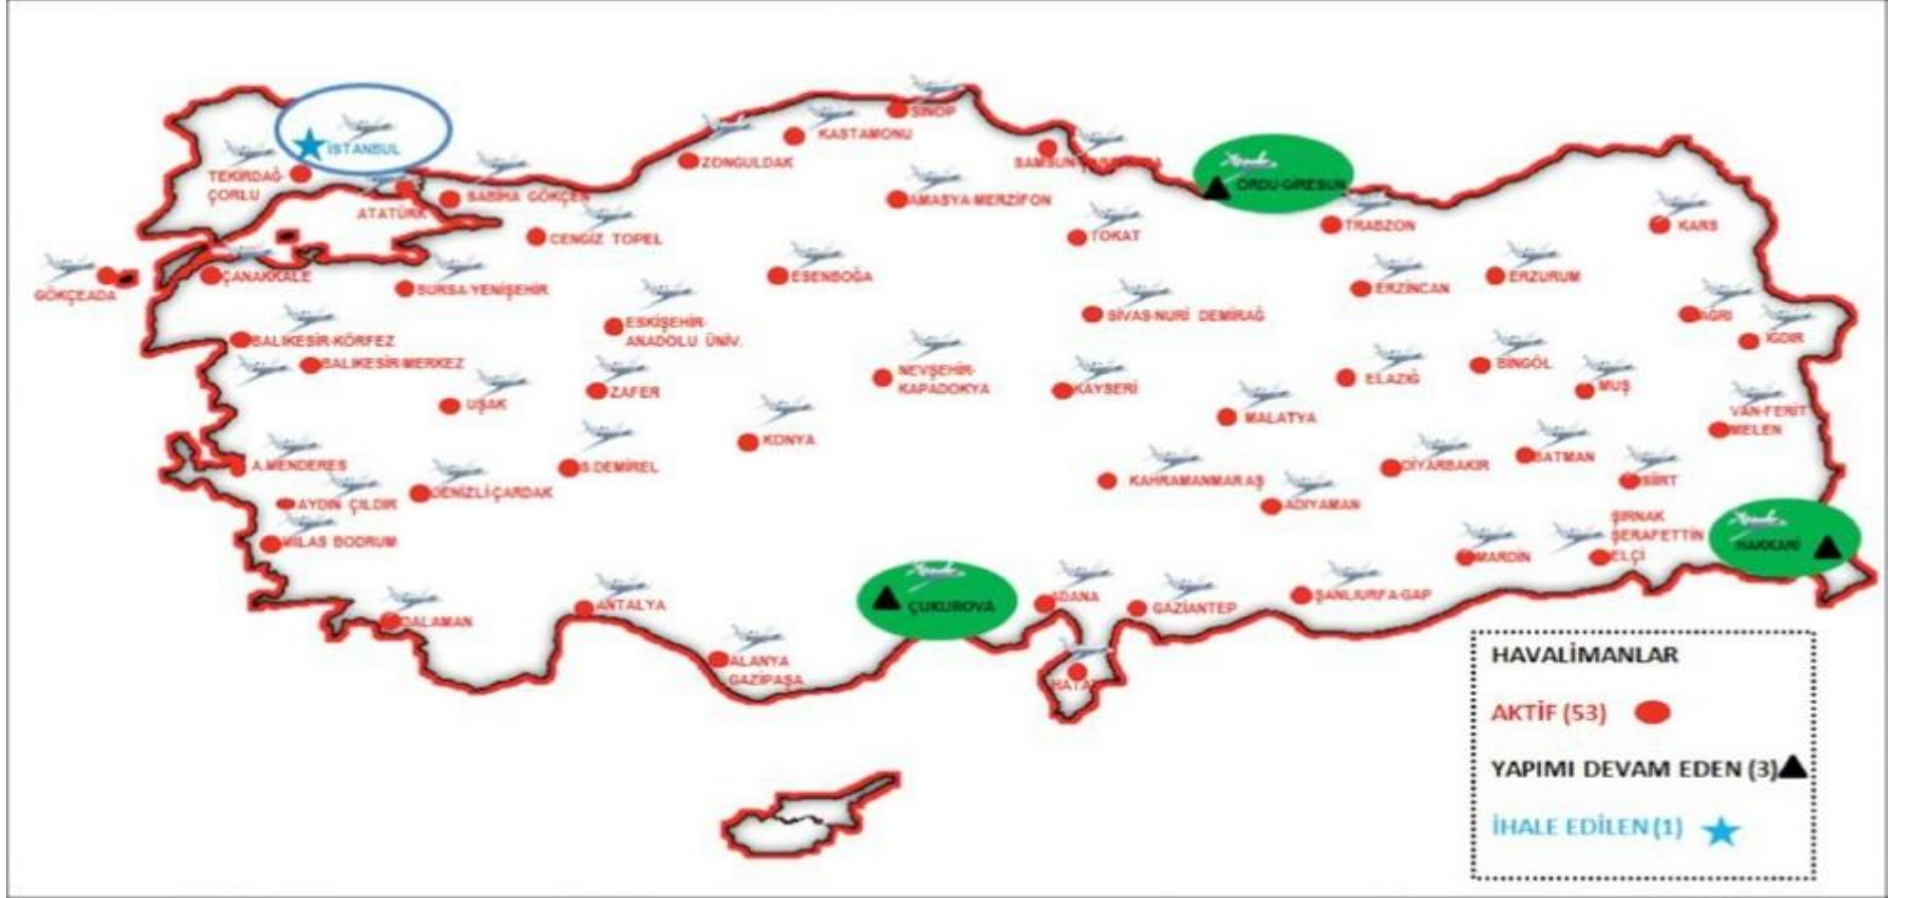 SİNOP
KASTAMONU
İSTANBUL
ZONGULDAK
TEKİRDAĞ-
ÇORLU
ATATÜRK
SABİHA GÖKÇEN
AMASYA-MERZİFON
ORDU-GİRESUN
TRABZON
KARS
CENGİZ TOPEL
TOKAT
GÖKÇEADA
ÇANAKKALE
BURSA-YENİŞEHİR
ESENBOĞA
ERZİNCAN
ERZURUM
SİVAS-NURİ DEMİRAĞ
AĞRI
IĞDIR
ESKİŞEHİR-
ANADOLU ÜNİV.
BALIKESİR-KÖRFEZ
BALIKESİR-MERKEZ
NEVŞEHİR-
KAPADOKYA
KAYSERİ
ELAZIĞ
BİNGÖL
MUŞ
UŞAK
ZAFER
KONYA
MALATYA
VAN-FERİT
MELEN
A.MENDERES
S.DEMİREL
DENİZLİ-ÇARDAK
KAHRAMANMARAŞ
DİYARBAKIR
BATMAN
SİİRT
AYDIN ÇILDIR
ADIYAMAN
MİLAS BODRUM
MARDİN
ŞIRNAK
ŞERAFETTİN
ELÇİ
HAKKARİ
DALAMAN
ANTALYA
ÇUKUROVA
ADANA
GAZİANTEP
ŞANLIURFA-GAP
ALANYA
GAZİPAŞA
HAVALİMANLAR
AKTİF (53)
YAPIMI DEVAM EDEN (3)
İHALE EDİLEN (1)